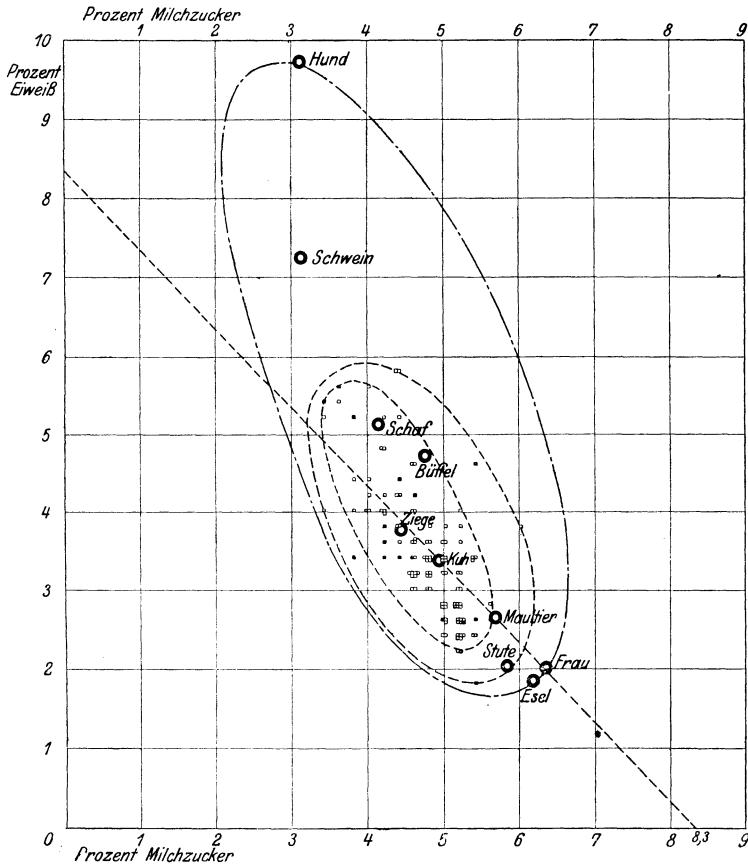 Prozent Milchzucker
1 2 3 4 5 6 7 8 9
10
Prozent
Eiweiß
Hund
9
8
Schwein
7
6
5
Schaf
Büffel
4
Ziege
Kuh
3
Maultier
2
Stute
Frau
Esel
1
0 1 2 3 4 5 6 7 8 8,3 9
Prozent Milchzucker